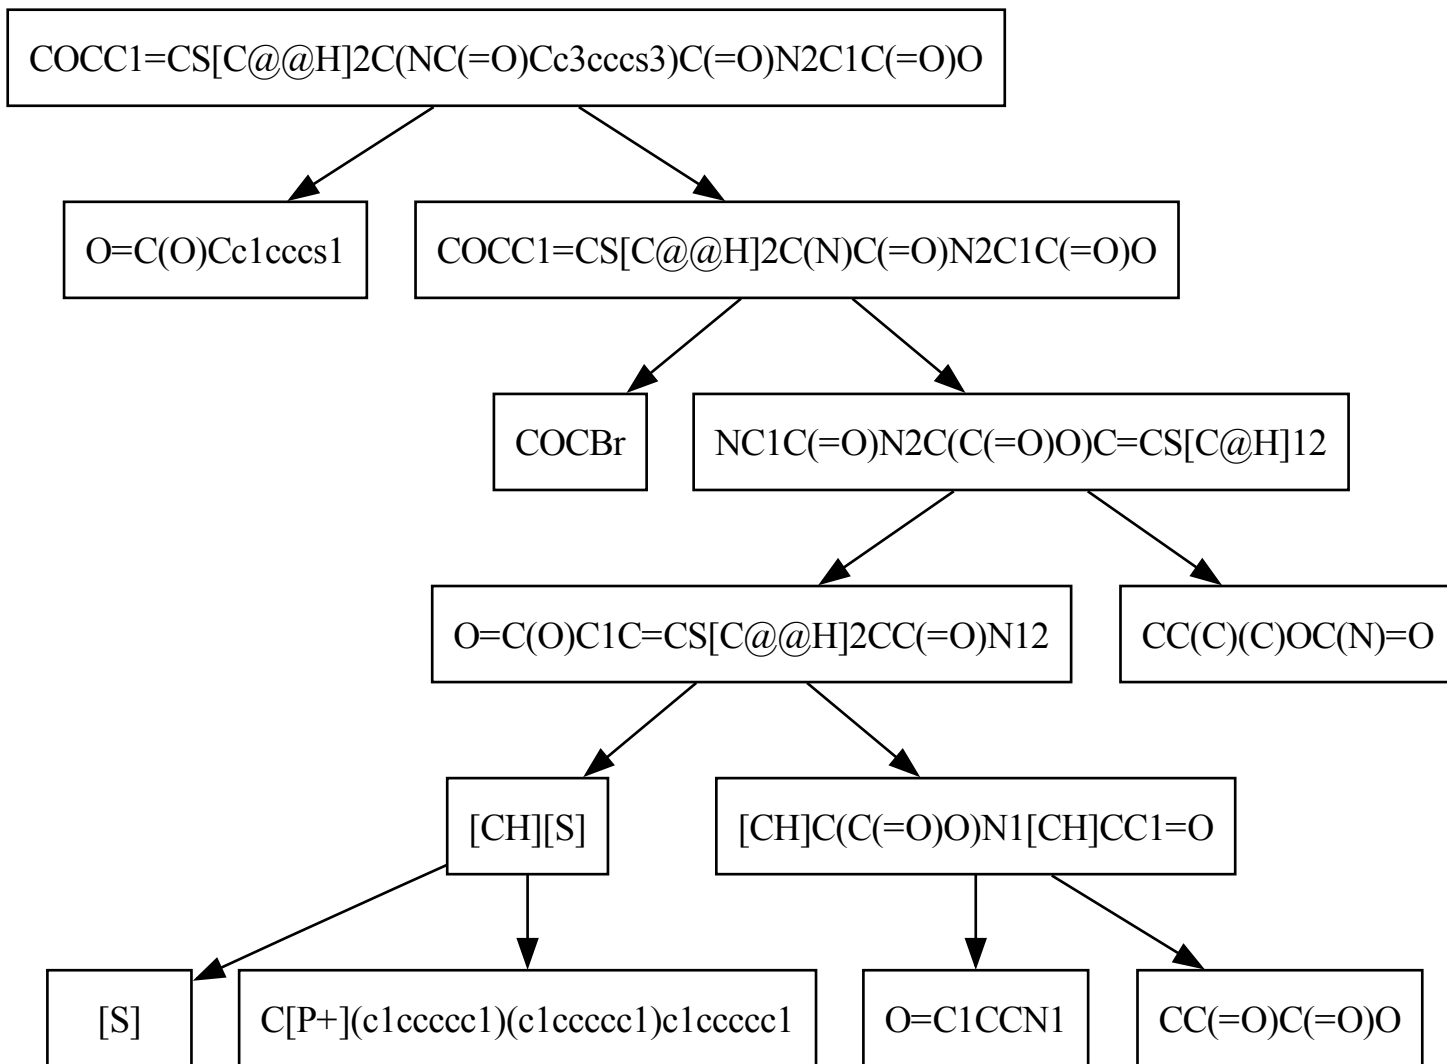 COCC1=CS[C@@H]2C(NC(=O)Cc3cccs3)C(=O)N2C1C(=O)O
O=C(O)Cc1cccs1
COCC1=CS[C@@H]2C(N)C(=O)N2C1C(=O)O
COCBr
NC1C(=O)N2C(C(=O)O)C=CS[C@H]12
O=C(O)C1C=CS[C@@H]2CC(=O)N12
CC(C)(C)OC(N)=O
[CH][S]
[CH]C(C(=O)O)N1[CH]CC1=O
[S]
C[P+](c1ccccc1)(c1ccccc1)c1ccccc1
O=C1CCN1
CC(=O)C(=O)O